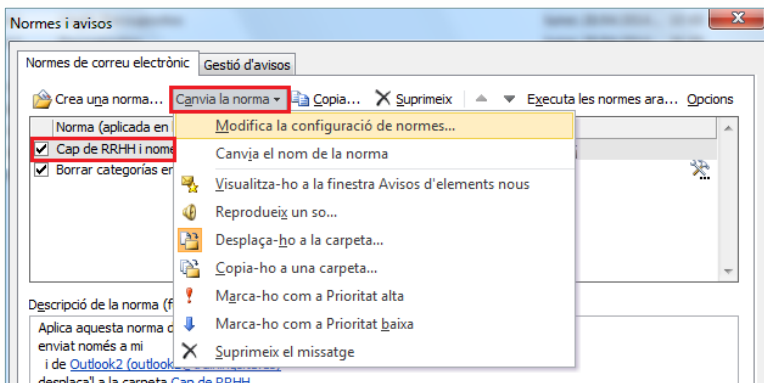 Normes i avisos
Normes de correu electrònic Gestió d'avisos
Crea una norma... Canvia la norma Copia... Suprimeix Executa les normes ara... Opcions
Norma (aplicada en
Modifica la configuració de normes...
Cap de RRHH i nome
Canvia el nom de la norma
Borrar categorías en
Visualitza-ho a la finestra Avisos d'elements nous
Reprodueix un so...
Desplaça-ho a la carpeta...
Copia-ho a una carpeta...
Marca-ho com a Prioritat alta
Descripció de la norma (f
Aplica aquesta norma d
Marca-ho com a Prioritat baixa
enviat només a mi
Suprimeix el missatge
i de Outlook2
desplaça'l a la carpeta Cap de RRHH